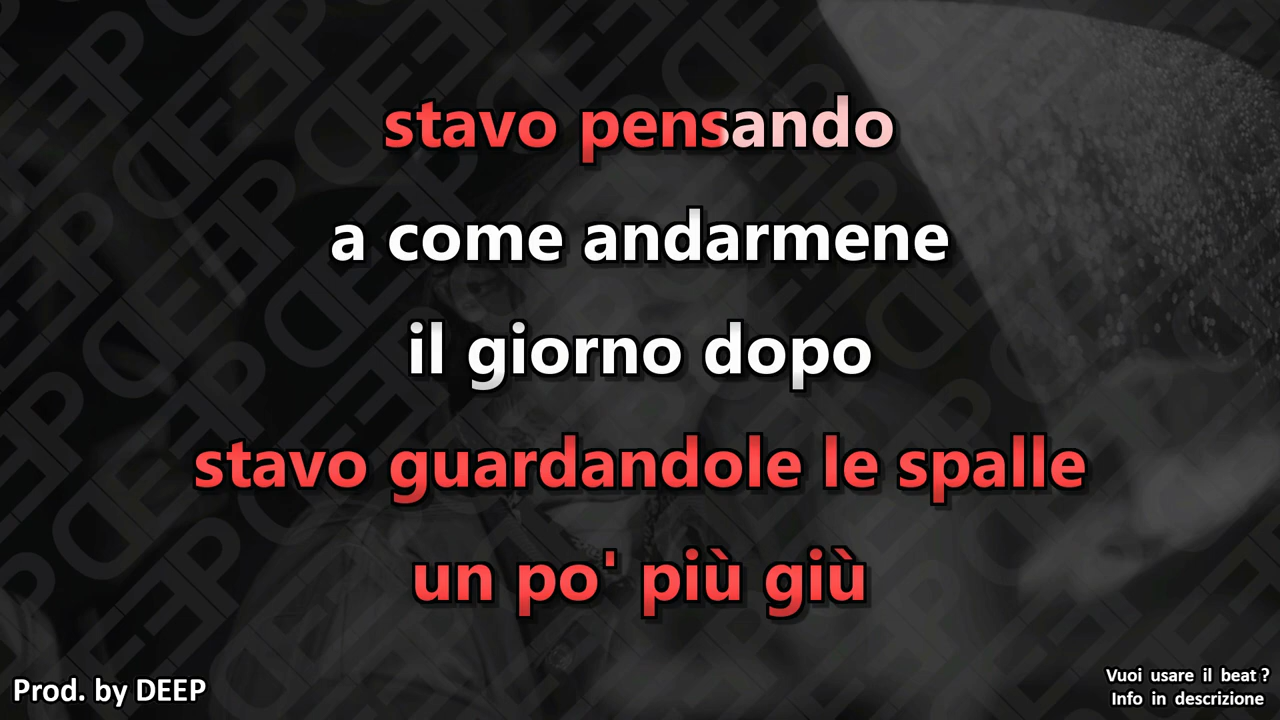 stavo pensando
a come andarmene
il giorno dopo
stavo guardandole le spalle
un po' più giù
Prod. by DEEP
Vuoi usare il beat ?
Info in descrizione